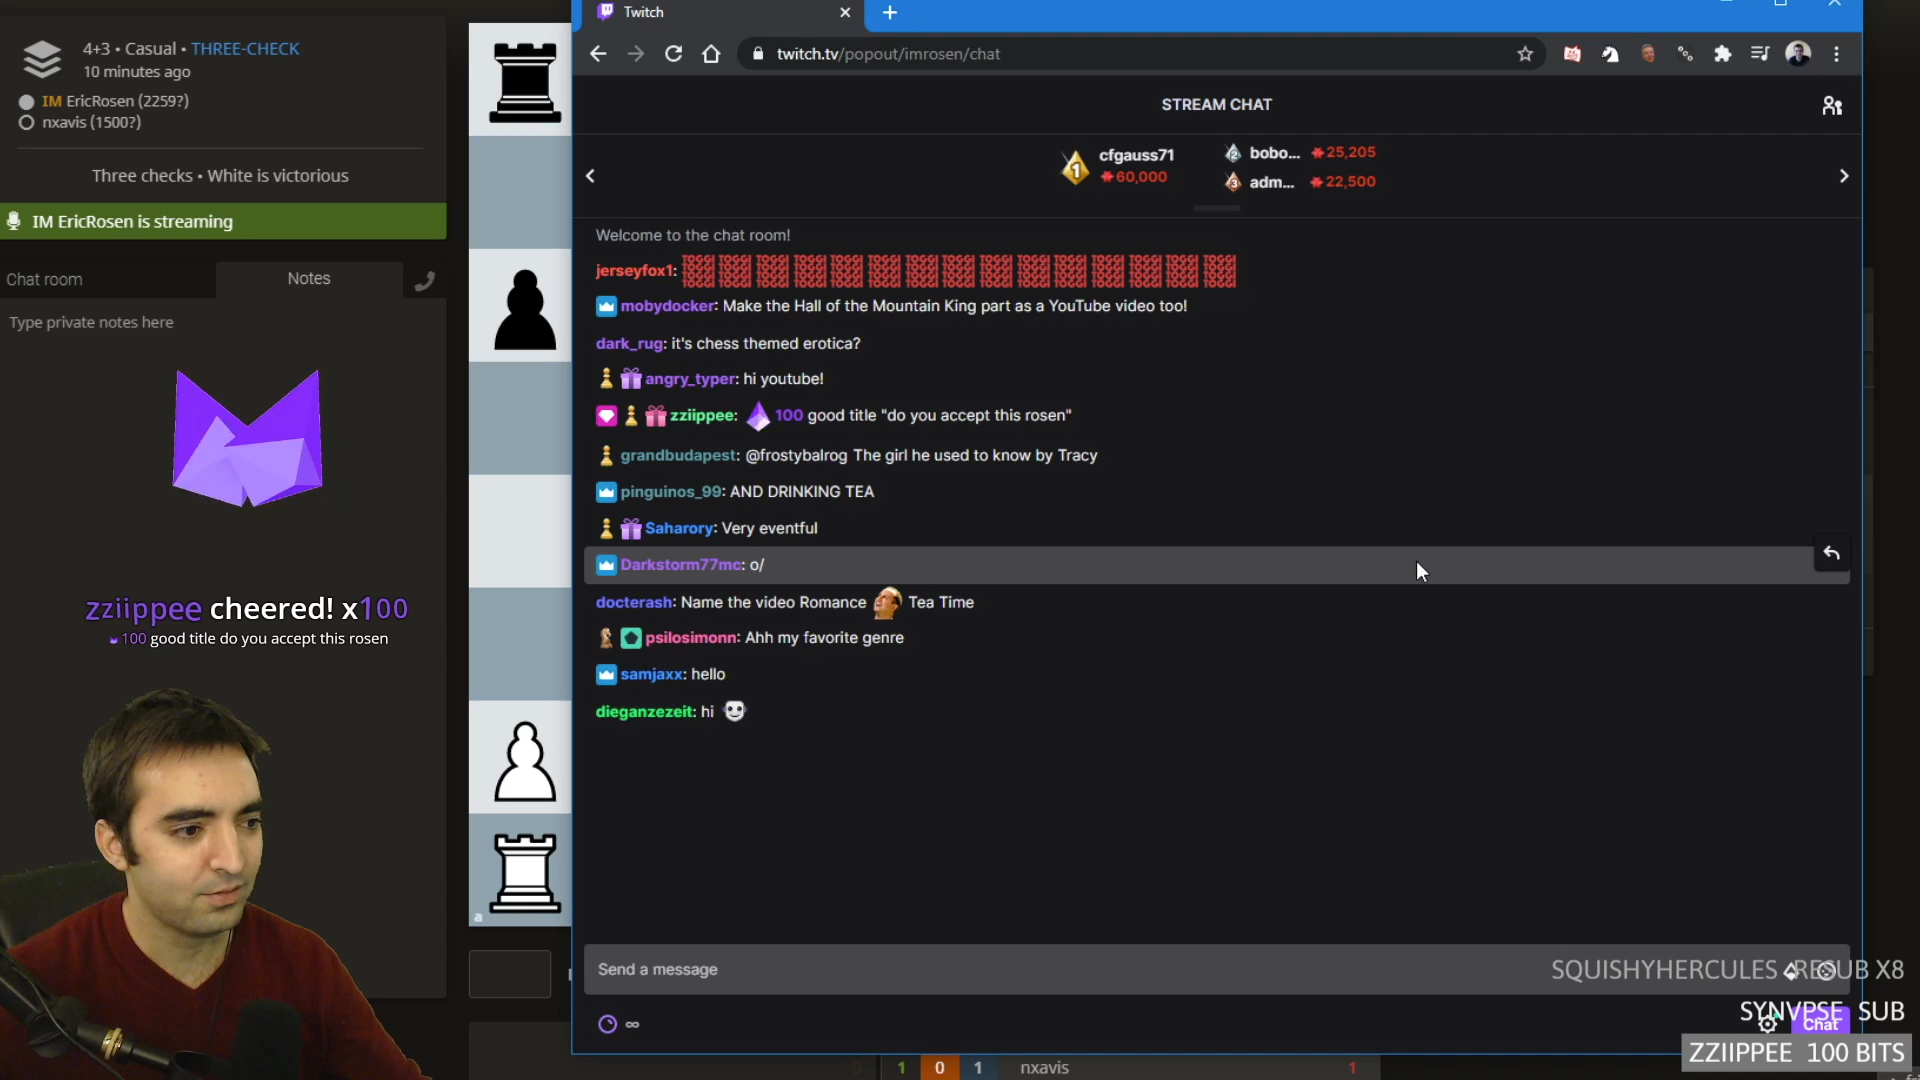 4+3 • Casual • THREE-CHECK
10 minutes ago
IM EricRosen (2259?)
nxavis (1500?)
Three checks • White is victorious
IM EricRosen is streaming
Chat room
Notes
Type private notes here
zziippee cheered! x100
100 good title do you accept this rosen
a
Twitch
twitch.tv/popout/imrosen/chat
STREAM CHAT
1 cfgauss71
60,000
2 bobo... 25,205
3 adm... 22,500
Welcome to the chat room!
jerseyfox1:
mobydocker: Make the Hall of the Mountain King part as a YouTube video too!
dark_rug: it's chess themed erotica?
angry_typer: hi youtube!
zziippee: 100 good title "do you accept this rosen"
grandbudapest: @frostybalrog The girl he used to know by Tracy
pinguinos_99: AND DRINKING TEA
Saharory: Very eventful
Darkstorm77mc: o/
docterash: Name the video Romance Tea Time
psilosimonn: Ahh my favorite genre
samjaxx: hello
dieganzezeit: hi
Send a message
SQUISHYHERCULES RESUB X8
SYNVPSE SUB
∞
Chat
ZZIIPPEE 100 BITS
1 0 1 nxavis 1